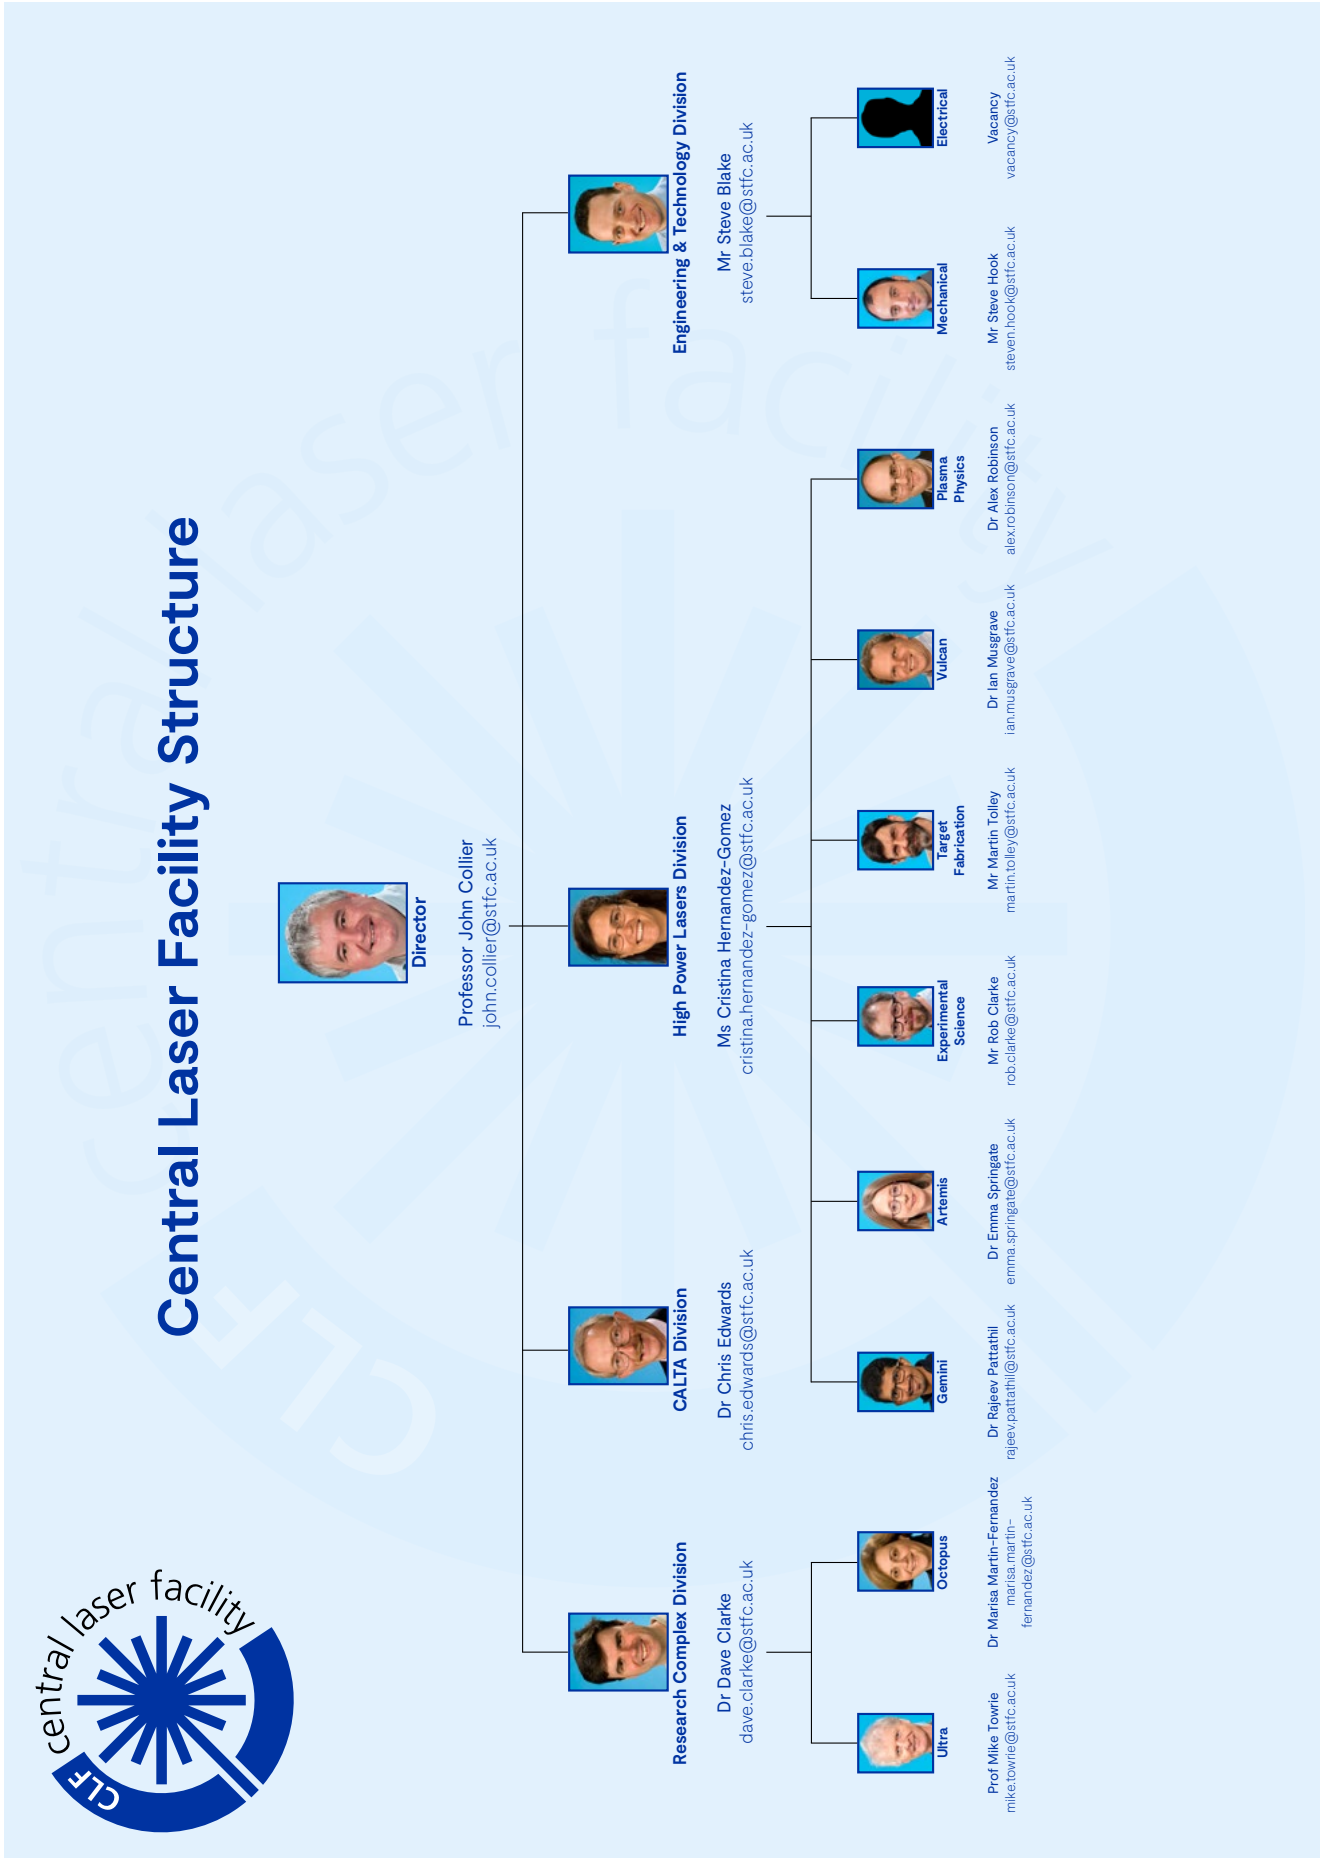 CLF central laser facility
Central Laser Facility Structure
Director
Professor John Collier
john.collier@stfc.ac.uk
Research Complex Division
Dr Dave Clarke
dave.clarke@stfc.ac.uk
CALTA Division
Dr Chris Edwards
chris.edwards@stfc.ac.uk
High Power Lasers Division
Ms Cristina Hernandez-Gomez
cristina.hernandez-gomez@stfc.ac.uk
Engineering & Technology Division
Mr Steve Blake
steve.blake@stfc.ac.uk
Ultra
Prof Mike Towrie
mike.towrie@stfc.ac.uk
Octopus
Dr Marisa Martin-Fernandez
marisa.martin-
fernandez@stfc.ac.uk
Gemini
Dr Rajeev Pattathil
rajeev.pattathil@stfc.ac.uk
Artemis
Dr Emma Springate
emma.springate@stfc.ac.uk
Experimental
Science
Mr Rob Clarke
rob.clarke@stfc.ac.uk
Target
Fabrication
Mr Martin Tolley
martin.tolley@stfc.ac.uk
Vulcan
Dr Ian Musgrave
ian.musgrave@stfc.ac.uk
Plasma
Physics
Dr Alex Robinson
alex.robinson@stfc.ac.uk
Mechanical
Mr Steve Hook
steven.hook@stfc.ac.uk
Electrical
Vacancy
vacancy@stfc.ac.uk
CLF central laser facility